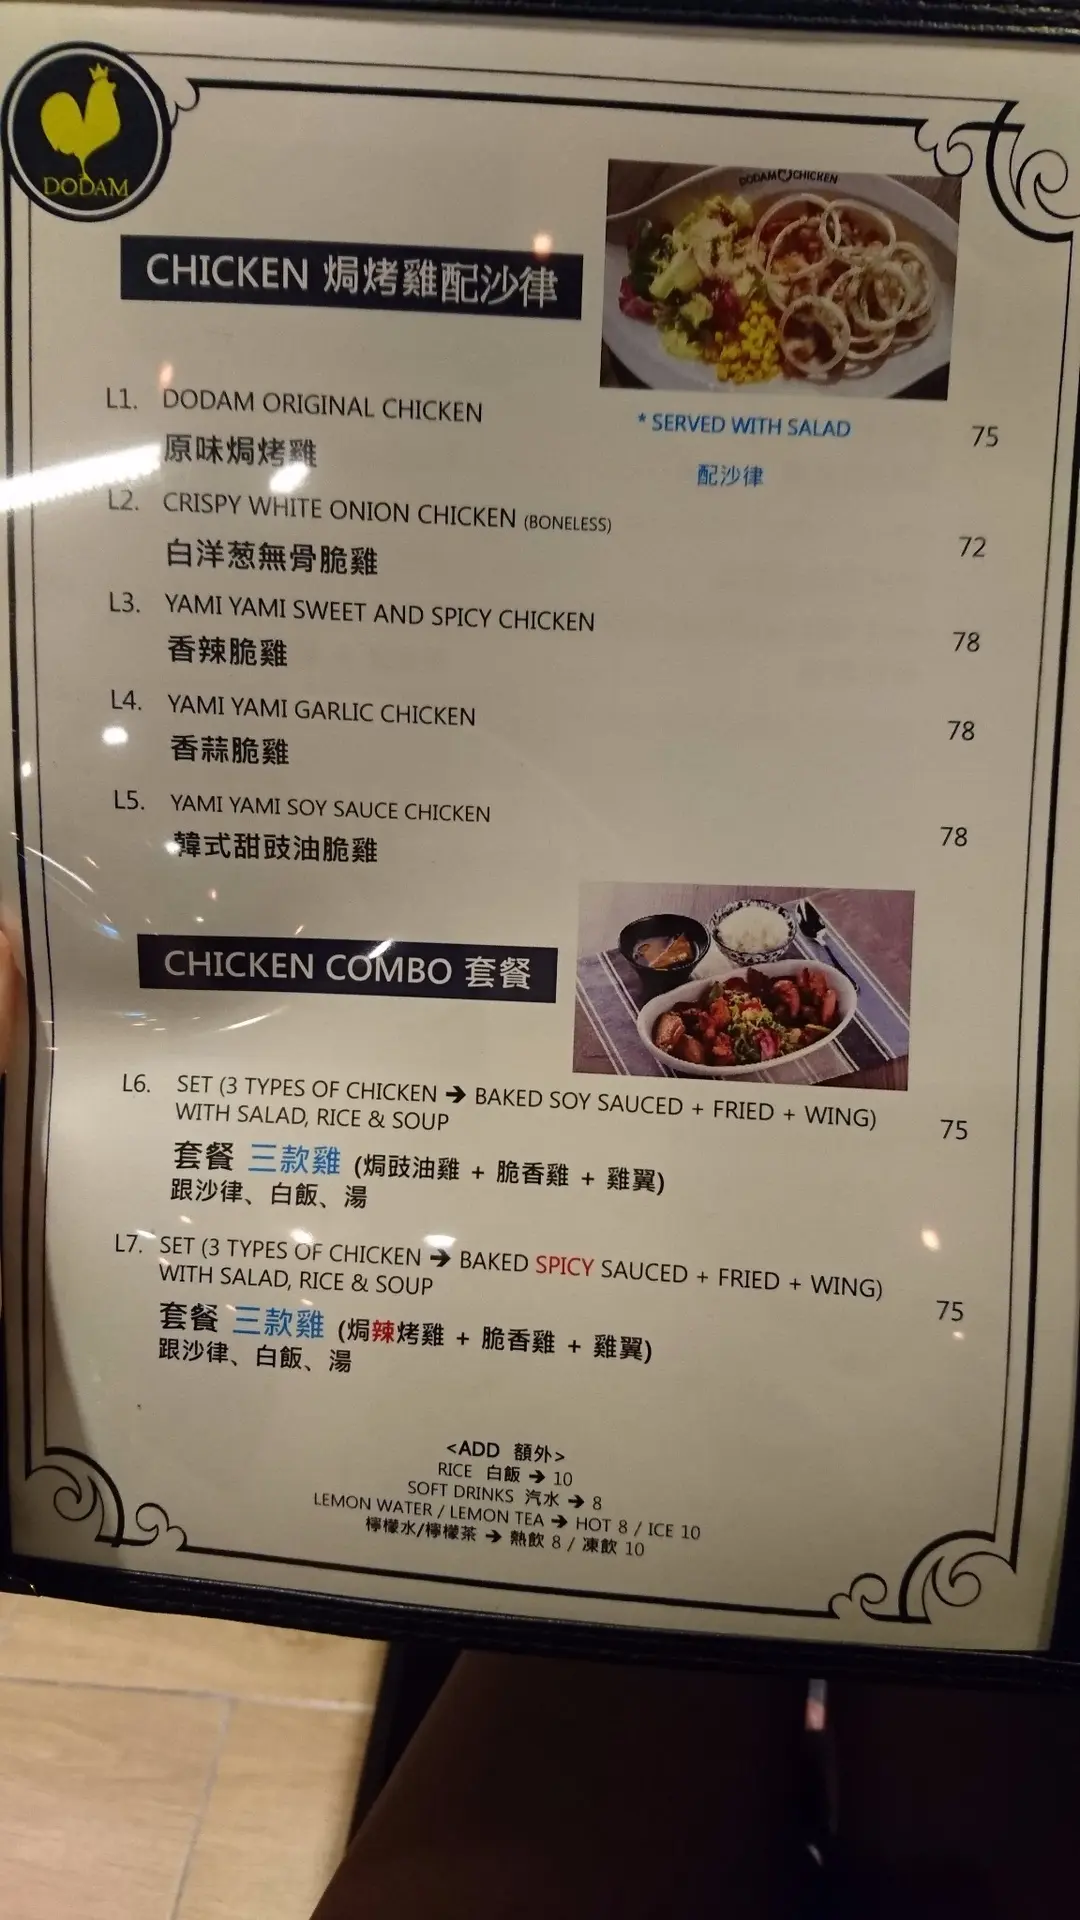 DODAM
DODAM CHICKEN
CHICKEN 焗烤雞配沙律
L1. DODAM ORIGINAL CHICKEN
* SERVED WITH SALAD
75
原味焗烤雞
配沙律
L2. CRISPY WHITE ONION CHICKEN (BONELESS)
72
白洋葱無骨脆雞
L3. YAMI YAMI SWEET AND SPICY CHICKEN
78
香辣脆雞
L4. YAMI YAMI GARLIC CHICKEN
78
香蒜脆雞
L5. YAMI YAMI SOY SAUCE CHICKEN
78
韓式甜豉油脆雞
CHICKEN COMBO 套餐
L6. SET (3 TYPES OF CHICKEN ➔ BAKED SOY SAUCED + FRIED + WING)
WITH SALAD, RICE & SOUP
75
套餐 三款雞 (焗豉油雞 + 脆香雞 + 雞翼)
跟沙律、白飯、湯
L7. SET (3 TYPES OF CHICKEN ➔ BAKED SPICY SAUCED + FRIED + WING)
WITH SALAD, RICE & SOUP
75
套餐 三款雞 (焗辣烤雞 + 脆香雞 + 雞翼)
跟沙律、白飯、湯
<ADD 額外>
RICE 白飯 ➔ 10
SOFT DRINKS 汽水 ➔ 8
LEMON WATER / LEMON TEA ➔ HOT 8 / ICE 10
檸檬水/檸檬茶 ➔ 熱飲 8 / 凍飲 10